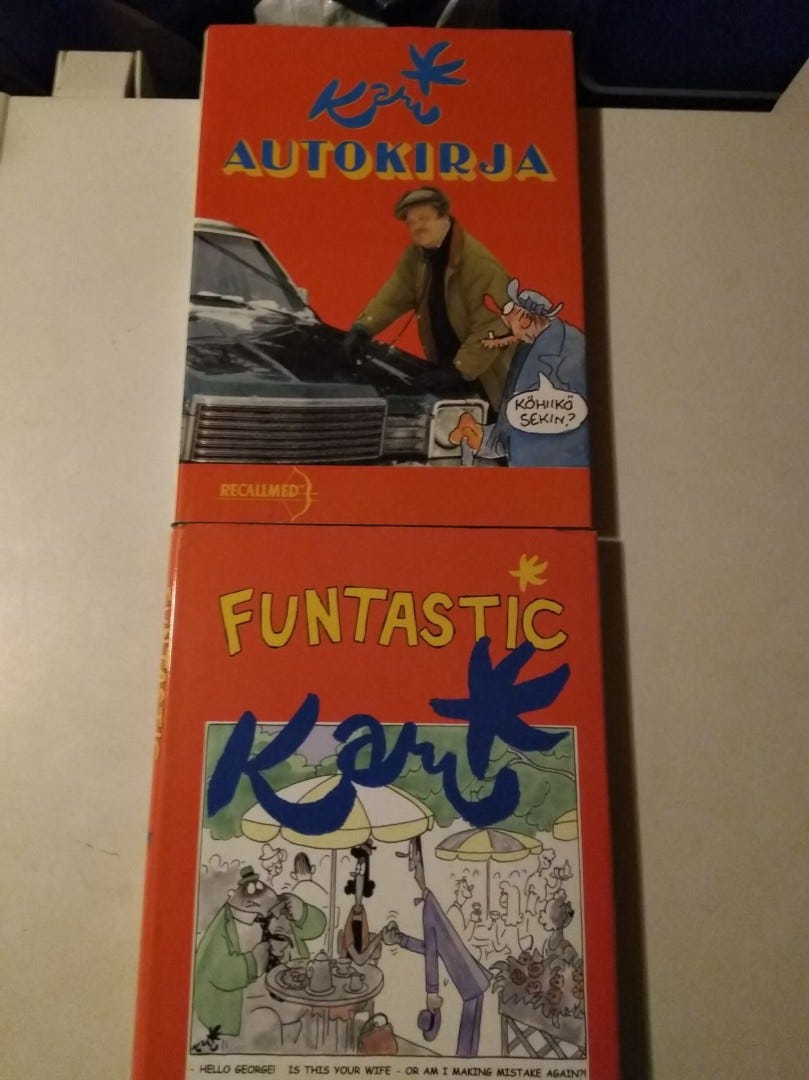 Kari
AUTOKIRJA
KÖHIIKÖ
SEKIN?
RECALLMED
FUNTASTIC
Kari
- HELLO GEORGE! IS THIS YOUR WIFE - OR AM I MAKING MISTAKE AGAIN?!